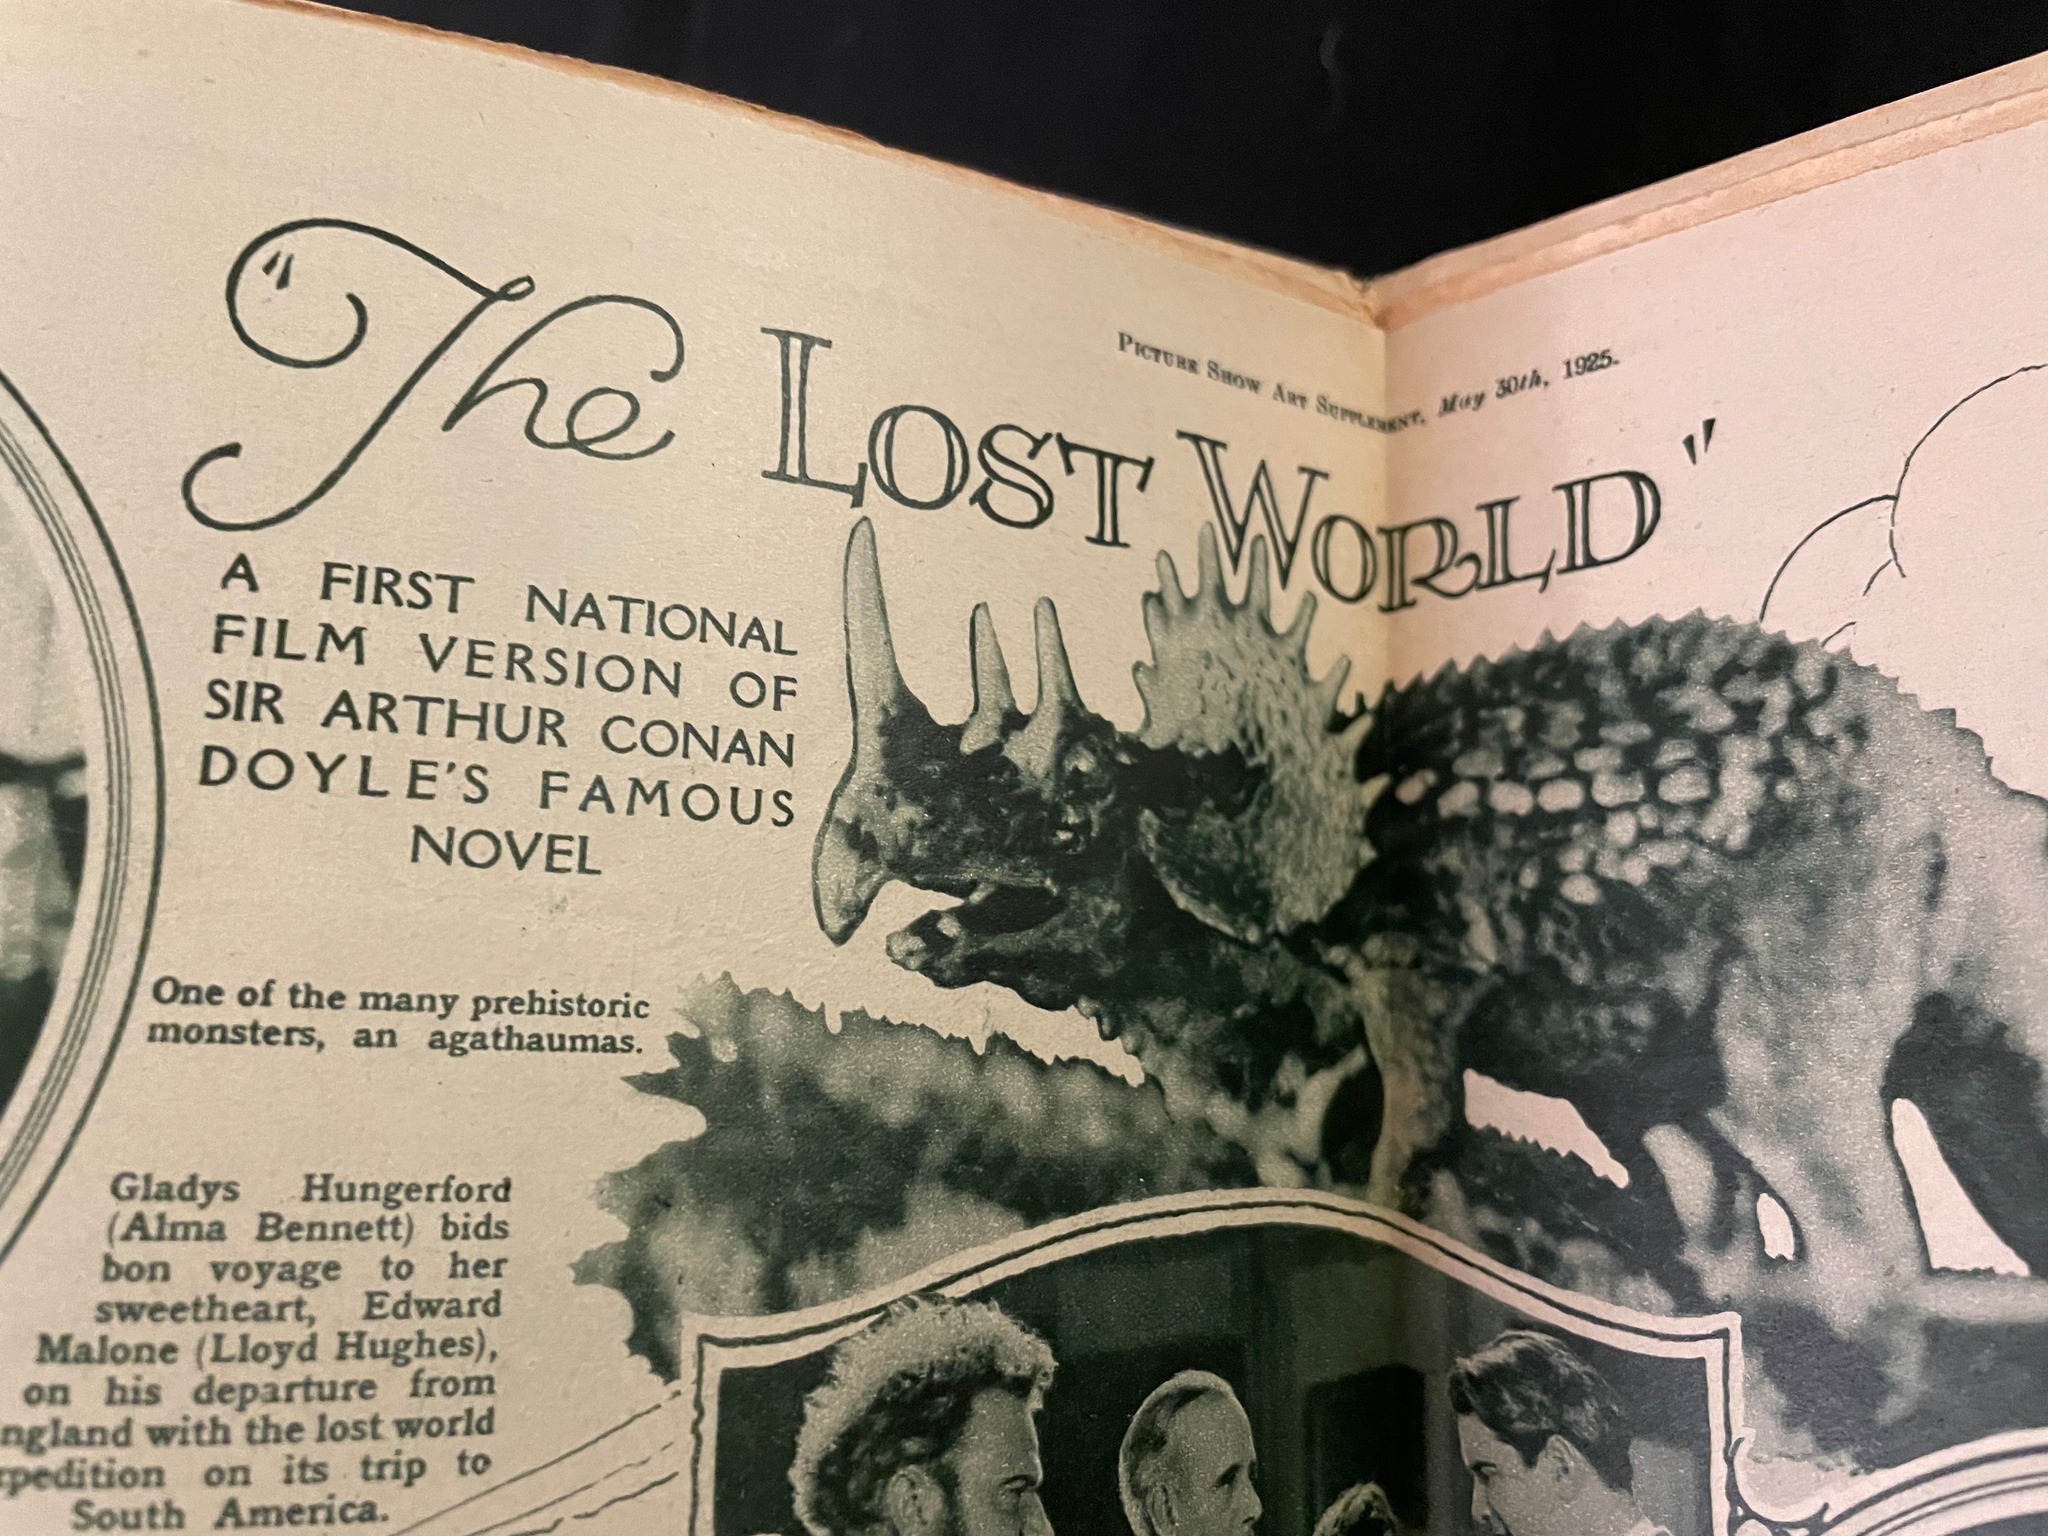 "The LOST WORLD"
PICTURE SHOW ART SUPPLEMENT, May 30th, 1925.
A FIRST NATIONAL
FILM VERSION OF
SIR ARTHUR CONAN
DOYLE'S FAMOUS
NOVEL
One of the many prehistoric
monsters, an agathaumas.
Gladys Hungerford
(Alma Bennett) bids
bon voyage to her
sweetheart, Edward
Malone (Lloyd Hughes),
on his departure from
ngland with the lost world
pedition on its trip to
South America.